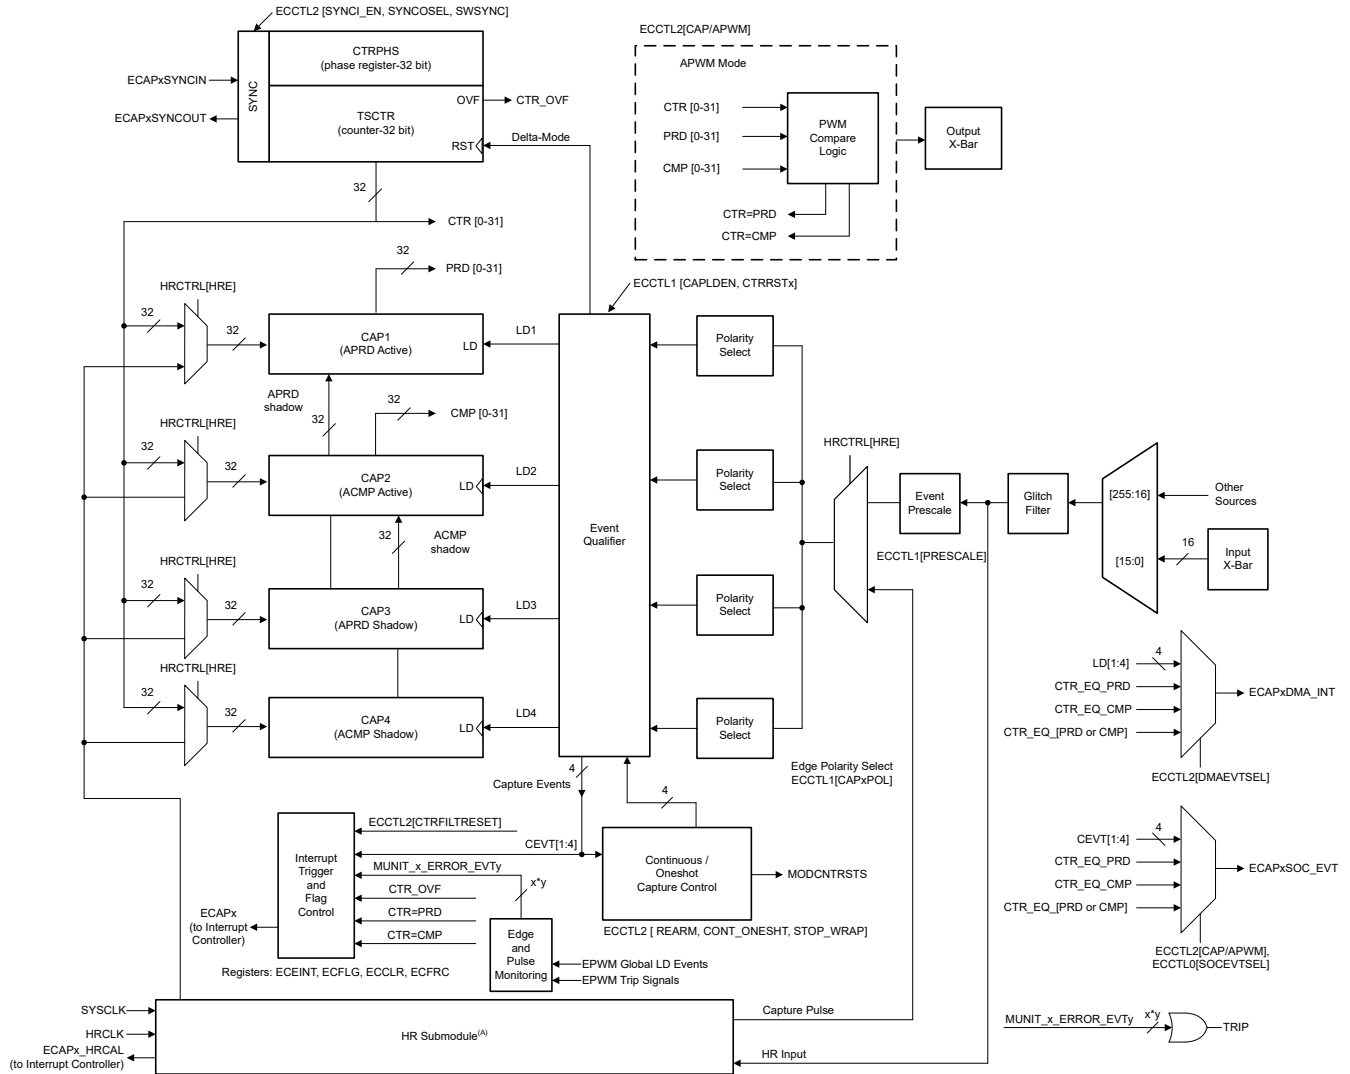 ECCTL2 [SYNCI_EN, SYNCOSEL, SWSYNC]
SYNC
CTRPHS
(phase register-32 bit)
ECAPxSYNCIN
ECAPxSYNCOUT
TSCTR
(counter-32 bit)
OVF
CTR_OVF
RST
Delta-Mode
32
CTR [0-31]
32
PRD [0-31]
ECCTL2[CAP/APWM]
APWM Mode
CTR [0-31]
PRD [0-31]
CMP [0-31]
PWM
Compare
Logic
CTR=PRD
CTR=CMP
Output
X-Bar
ECCTL1 [CAPLDEN, CTRRSTx]
HRCTRL[HRE]
32
32
CAP1
(APRD Active)
LD
LD1
Polarity
Select
APRD
shadow
32
32
CMP [0-31]
HRCTRL[HRE]
32
32
CAP2
(ACMP Active)
LD
LD2
Polarity
Select
32
ACMP
shadow
Event
Qualifier
HRCTRL[HRE]
32
32
CAP3
(APRD Shadow)
LD
LD3
Polarity
Select
HRCTRL[HRE]
32
32
CAP4
(ACMP Shadow)
LD
LD4
Polarity
Select
HRCTRL[HRE]
Event
Prescale
ECCTL1[PRESCALE]
Glitch
Filter
[255:16]
[15:0]
Other
Sources
16
Input
X-Bar
Edge Polarity Select
ECCTL1[CAPxPOL]
4
Capture Events
4
LD[1:4]
4
CTR_EQ_PRD
CTR_EQ_CMP
CTR_EQ_[PRD or CMP]
ECAPxDMA_INT
ECCTL2[DMAEVTSEL]
Interrupt
Trigger
and
Flag
Control
ECCTL2[CTRFILTRESET]
CEVT[1:4]
MUNIT_x_ERROR_EVTy
CTR_OVF
CTR=PRD
CTR=CMP
x*y
ECAPx
(to Interrupt
Controller)
Registers: ECEINT, ECFLG, ECCLR, ECFRC
Continuous /
Oneshot
Capture Control
MODCNTRSTS
ECCTL2 [ REARM, CONT_ONESHT, STOP_WRAP]
Edge
and
Pulse
Monitoring
EPWM Global LD Events
EPWM Trip Signals
CEVT[1:4]
4
CTR_EQ_PRD
CTR_EQ_CMP
CTR_EQ_[PRD or CMP]
ECAPxSOC_EVT
ECCTL2[CAP/APWM],
ECCTL0[SOCEVTSEL]
SYSCLK
HRCLK
ECAPx_HRCAL
(to Interrupt Controller)
HR Submodule(A)
Capture Pulse
HR Input
MUNIT_x_ERROR_EVTy
x*y
TRIP